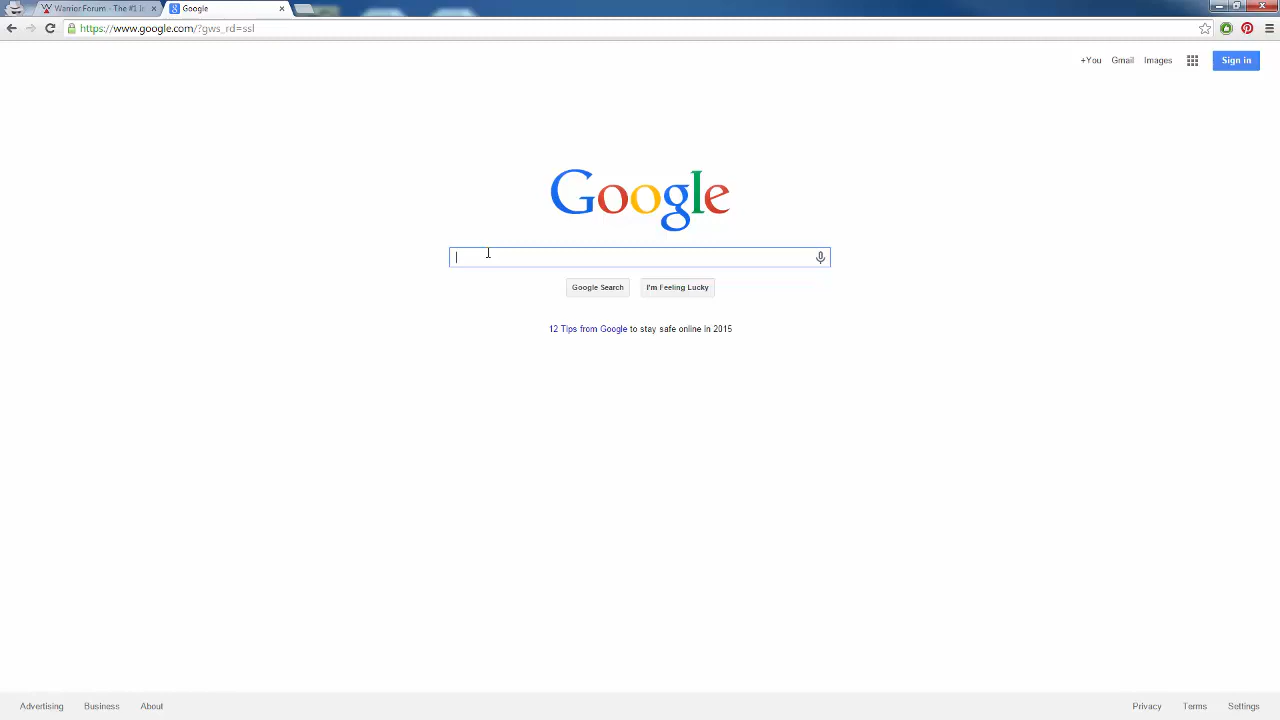 Warrior Forum - The #1 In
Google
https://www.google.com/?gws_rd=ssl
+You Gmail Images Sign in
Google
Google Search I'm Feeling Lucky
12 Tips from Google to stay safe online in 2015
Advertising Business About Privacy Terms Settings